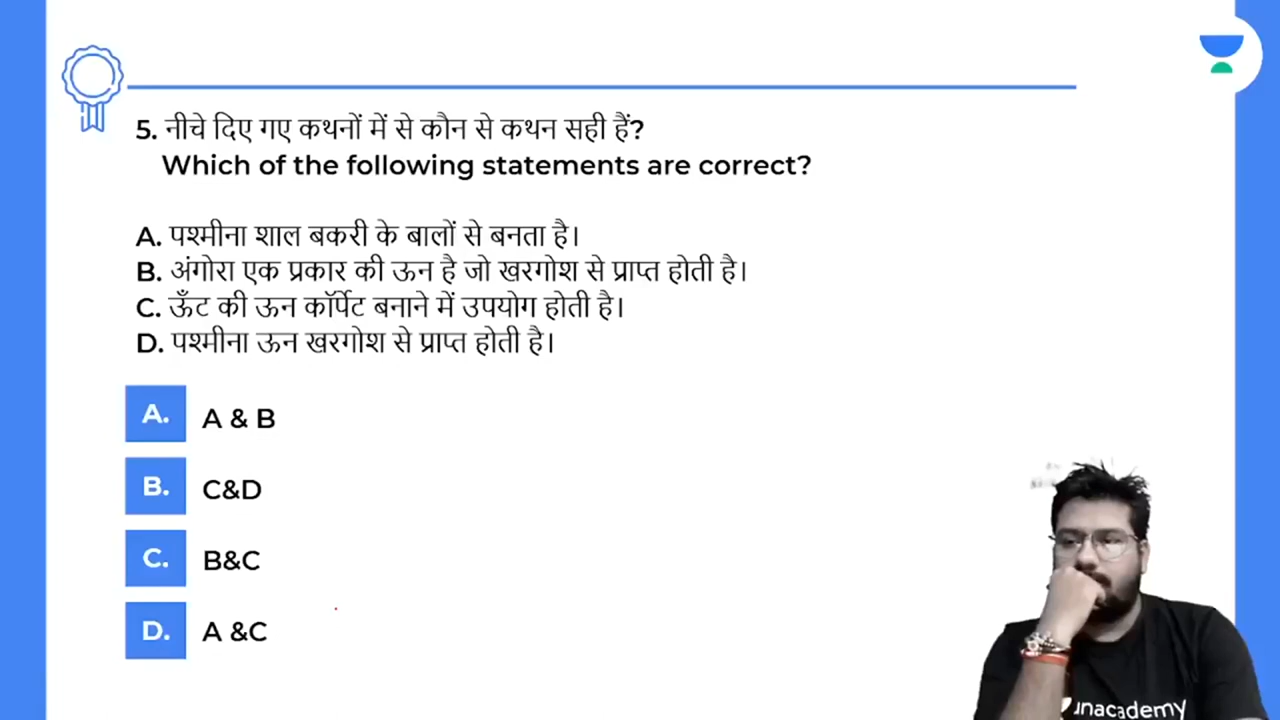 5. नीचे दिए गए कथनों में से कौन से कथन सही हैं?
Which of the following statements are correct?
A. पश्मीना शाल बकरी के बालों से बनता है।
B. अंगोरा एक प्रकार की ऊन है जो खरगोश से प्राप्त होती है।
C. ऊँट की ऊन कॉर्पेट बनाने में उपयोग होती है।
D. पश्मीना ऊन खरगोश से प्राप्त होती है।
A. A & B
B. C&D
C. B&C
D. A &C
unacademy